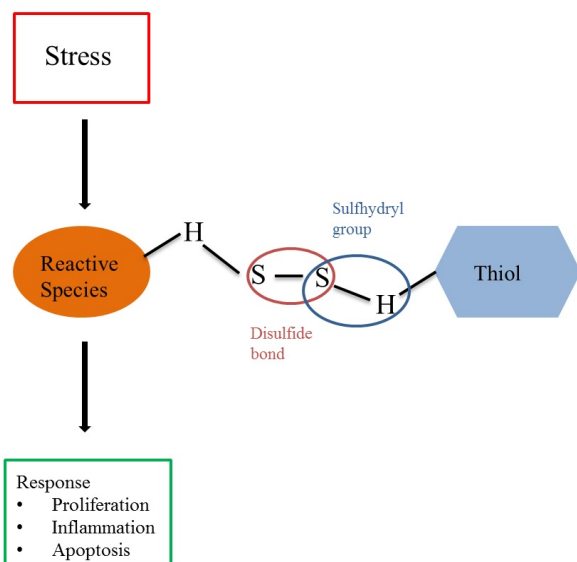 Stress
Sulfhydryl
group
H
Reactive
Species
S
S
H
Thiol
Disulfide
bond
Response
• Proliferation
• Inflammation
• Apoptosis